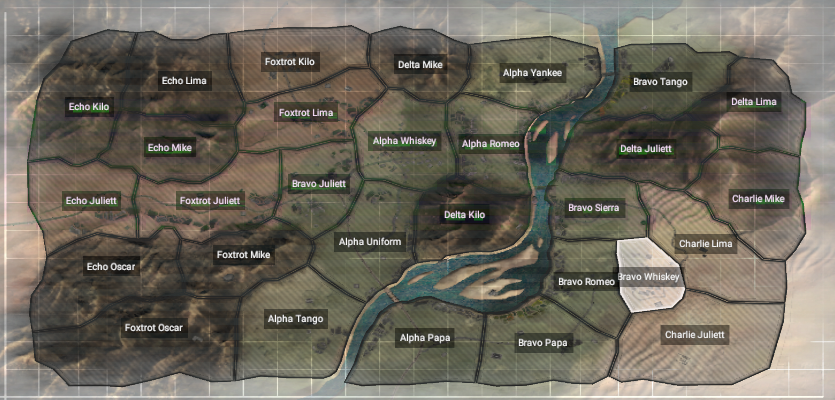 Foxtrot Kilo
Delta Mike
Alpha Yankee
Echo Lima
Bravo Tango
Echo Kilo
Foxtrot Lima
Delta Lima
Echo Mike
Alpha Whiskey
Alpha Romeo
Delta Juliett
Bravo Juliett
Echo Juliett
Foxtrot Juliett
Charlie Mike
Delta Kilo
Bravo Sierra
Alpha Uniform
Charlie Lima
Foxtrot Mike
Echo Oscar
Bravo Romeo
Bravo Whiskey
Alpha Tango
Foxtrot Oscar
Alpha Papa
Bravo Papa
Charlie Juliett